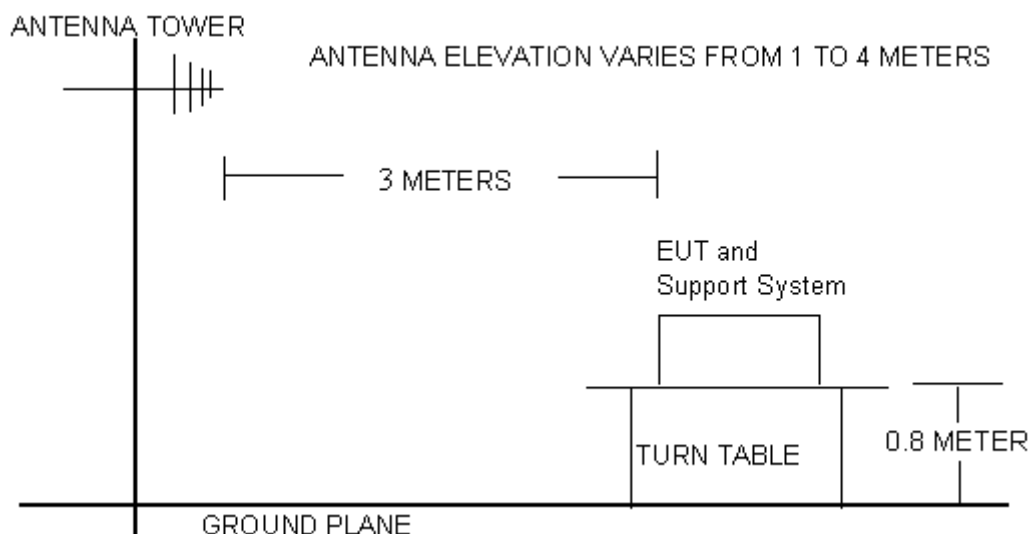 ANTENNA TOWER
ANTENNA ELEVATION VARIES FROM 1 TO 4 METERS
3 METERS
EUT and
Support System
0.8 METER
TURN TABLE
GROUND PLANE